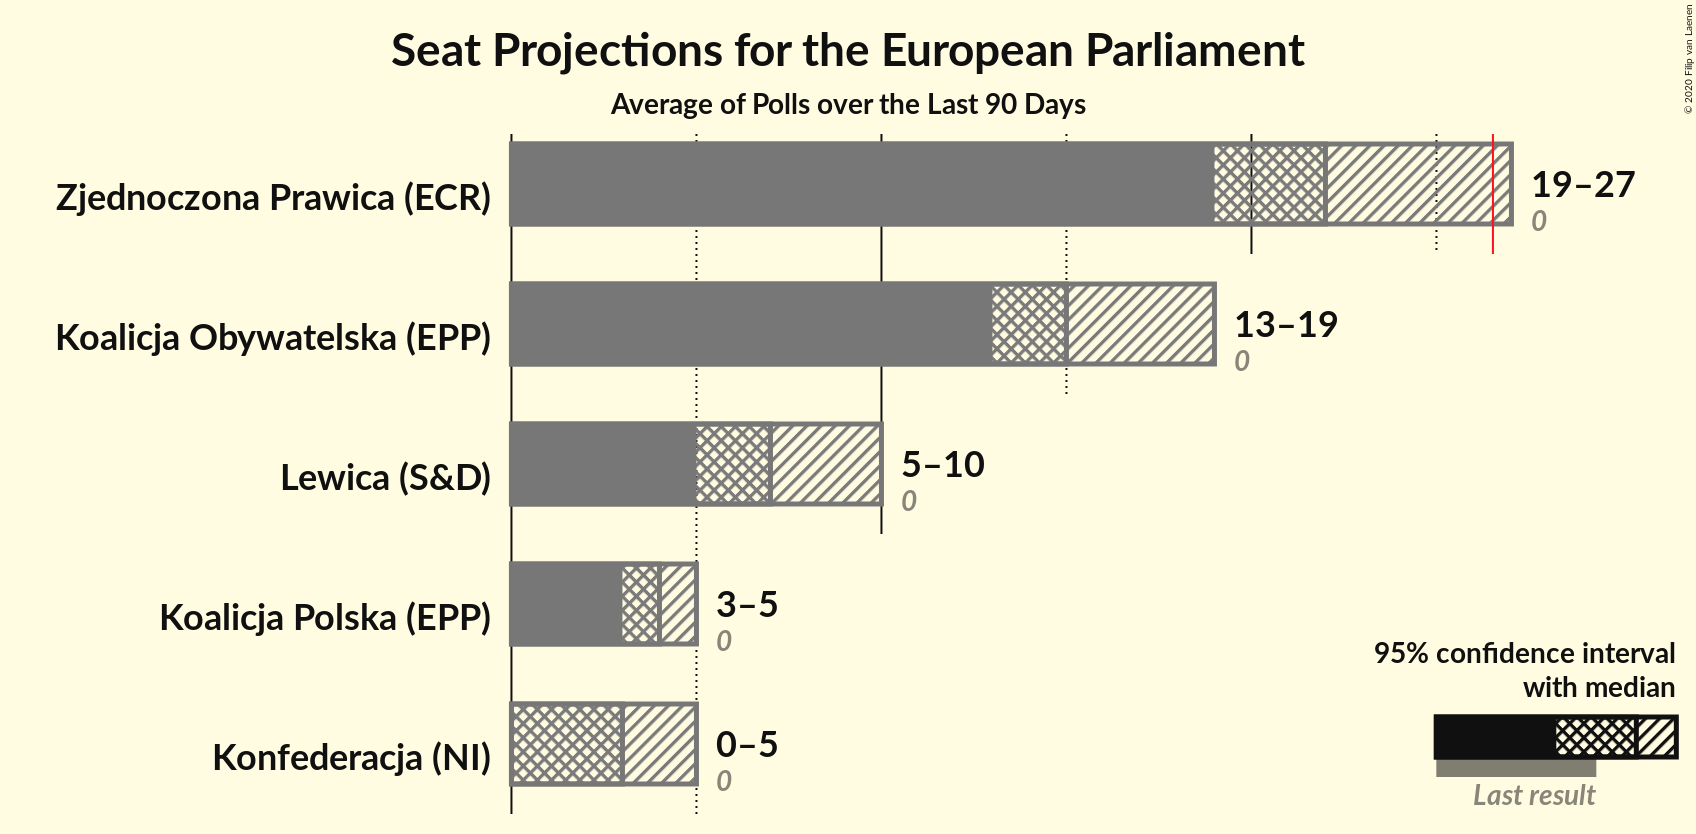 Seat Projections for the European Parliament
Average of Polls over the Last 90 Days
© 2020 Filip van Laenen
Zjednoczona Prawica (ECR)
19–27
0
Koalicja Obywatelska (EPP)
13–19
0
Lewica (S&D)
5–10
0
Koalicja Polska (EPP)
3–5
0
Konfederacja (NI)
0–5
0
95% confidence interval
with median
Last result